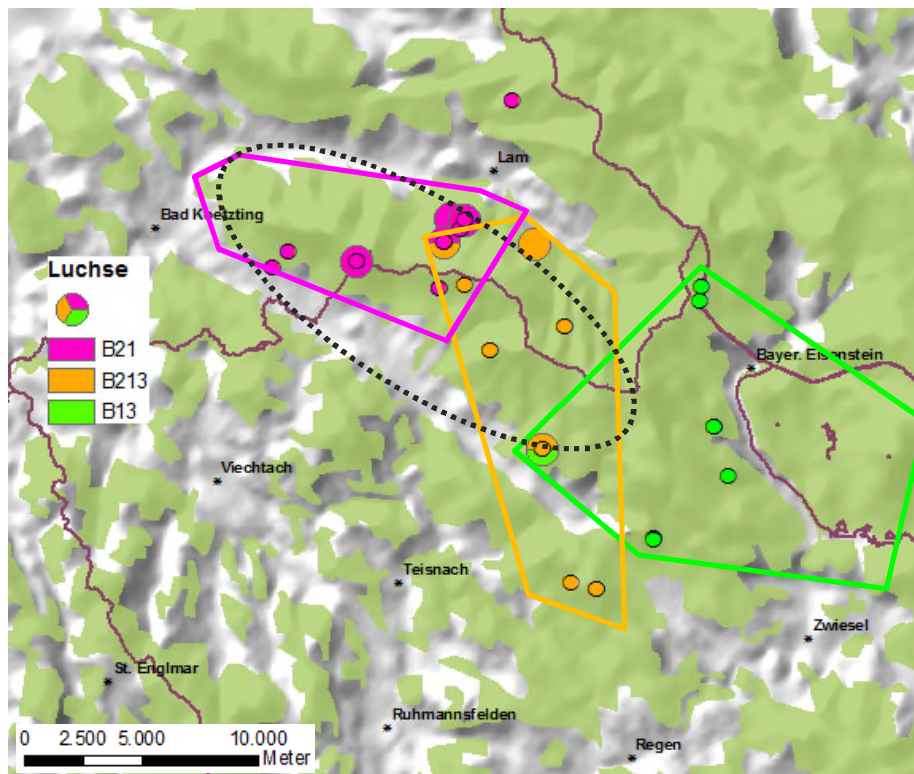 Lam
Bad Koetzting
Luchse
B21
B213
B13
Bayer. Eisenstein
Viechtach
Teisnach
Zwiesel
St. Englmar
Ruhmannsfelden
Regen
0 2.500 5.000 10.000
Meter